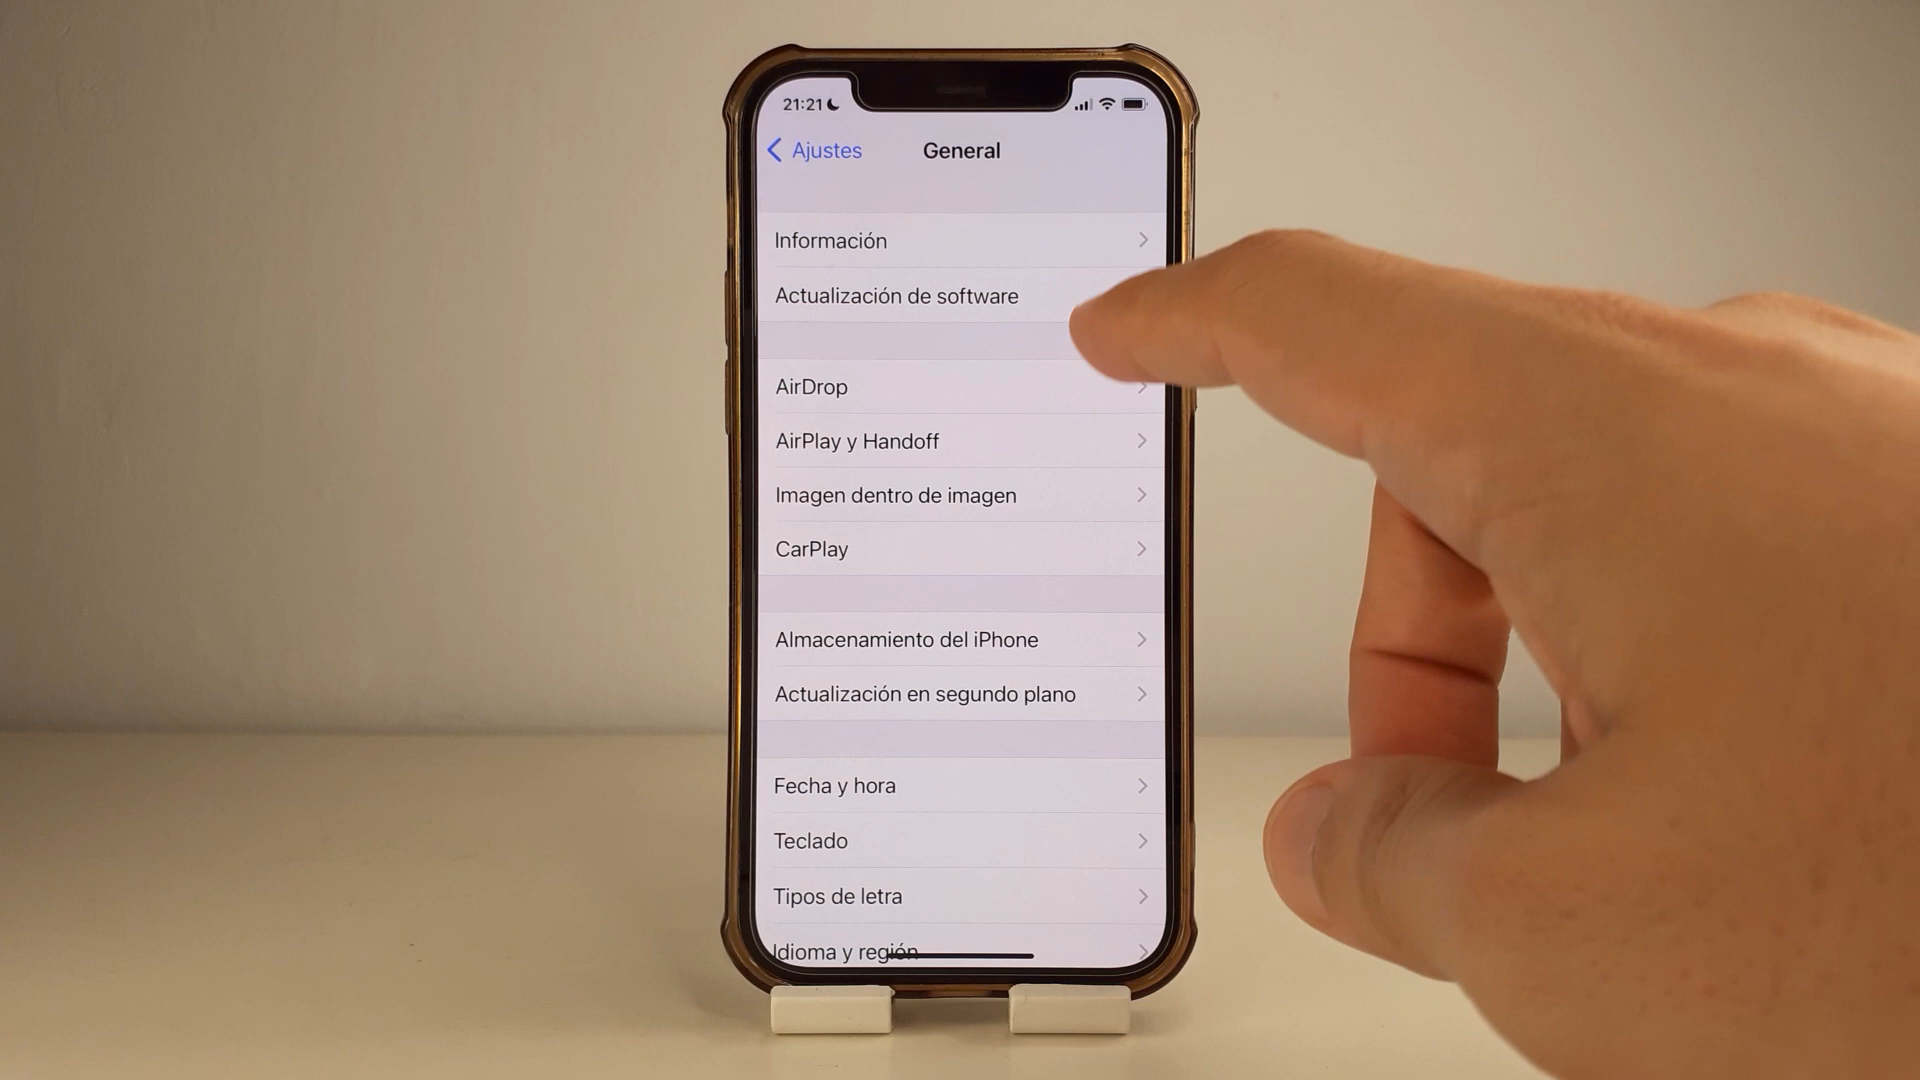 21:21
Ajustes
General
Información
Actualización de software
AirDrop
AirPlay y Handoff
Imagen dentro de imagen
CarPlay
Almacenamiento del iPhone
Actualización en segundo plano
Fecha y hora
Teclado
Tipos de letra
Idioma y región